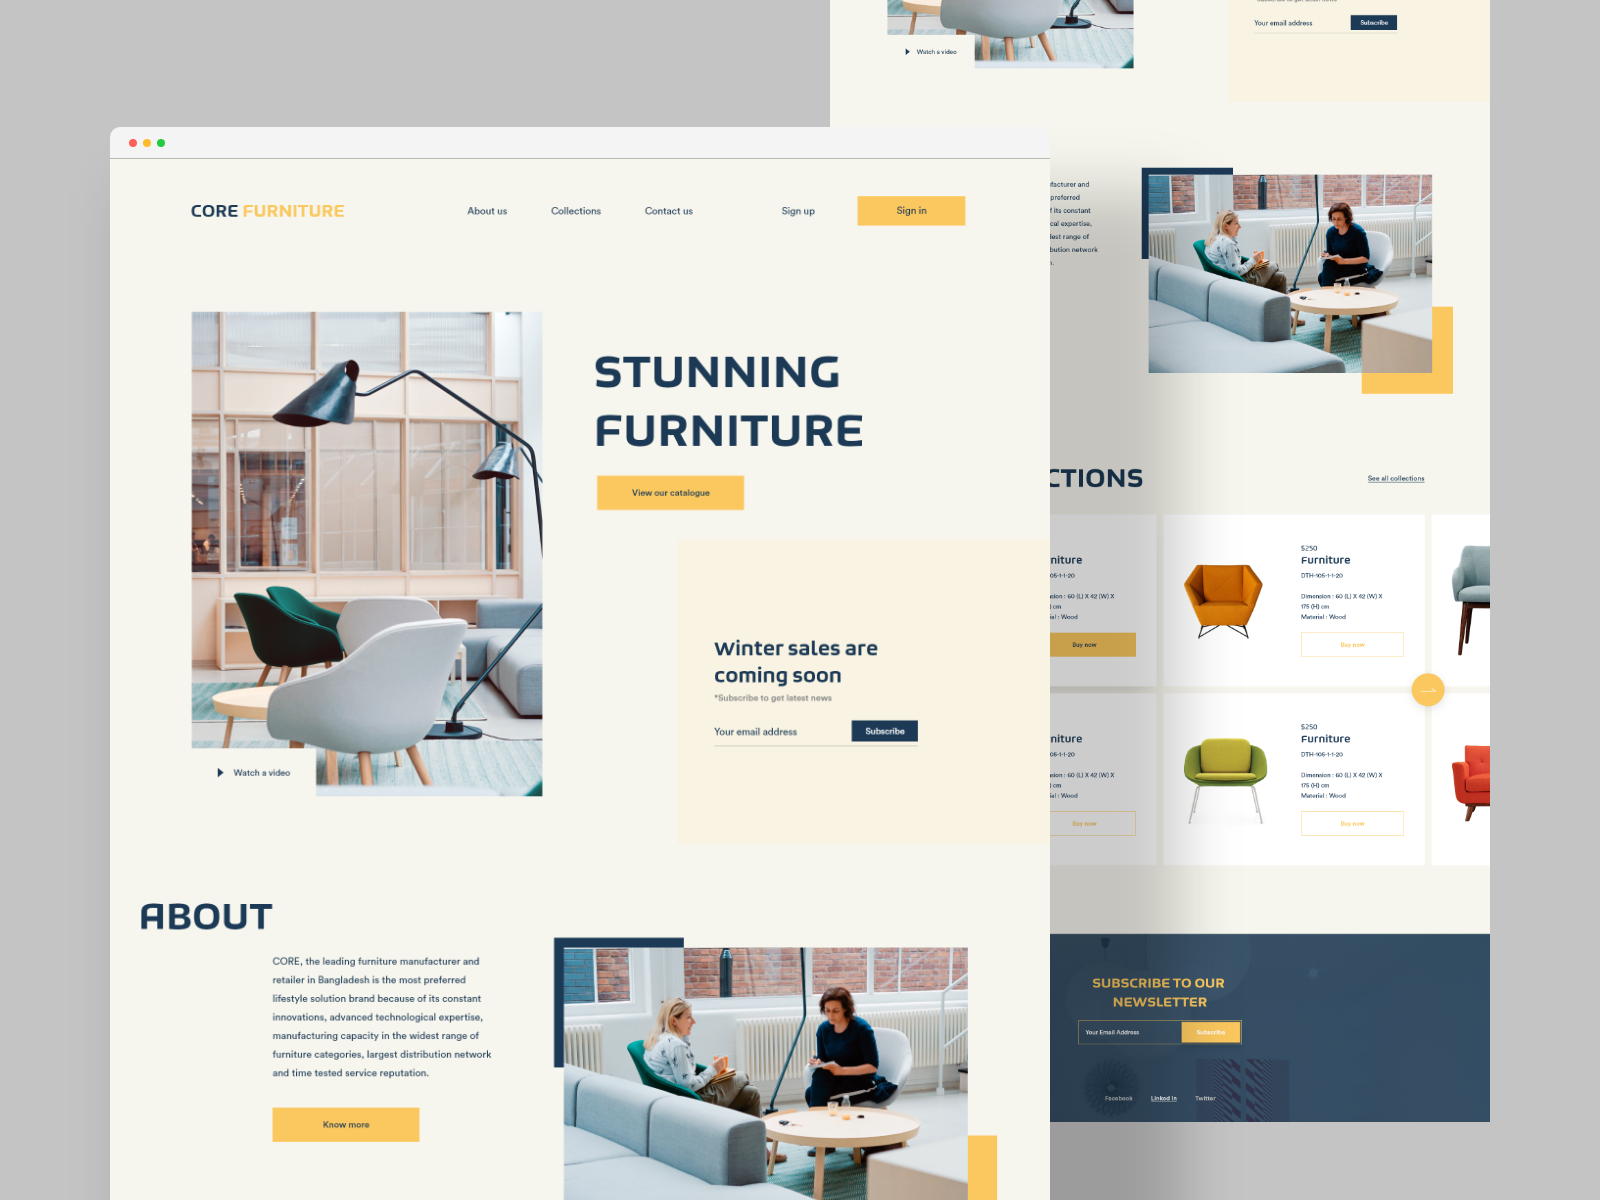 CORE FURNITURE
About us
Collections
Contact us
Sign up
Sign in
STUNNING
FURNITURE
View our catalogue
Winter sales are
coming soon
*Subscribe to get latest news
Your email address
Subscribe
Watch a video
ABOUT
CORE, the leading furniture manufacturer and
retailer in Bangladesh is the most preferred
lifestyle solution brand because of its constant
innovations, advanced technological expertise,
manufacturing capacity in the widest range of
furniture categories, largest distribution network
and time tested service reputation.
Know more
Your email address
Subscribe
Watch a video
facturer and
preferred
f its constant
cal expertise,
dest range of
bution network
n.
CTIONS
See all collections
niture
05-1-1-20
sion : 60 (L) X 42 (W) X
) cm
ial : Wood
Buy now
$250
Furniture
DTH-105-1-1-20
Dimension : 60 (L) X 42 (W) X
175 (H) cm
Material : Wood
Buy now
niture
05-1-1-20
sion : 60 (L) X 42 (W) X
) cm
ial : Wood
Buy now
$250
Furniture
DTH-105-1-1-20
Dimension : 60 (L) X 42 (W) X
175 (H) cm
Material : Wood
Buy now
SUBSCRIBE TO OUR
NEWSLETTER
Your Email Address
Subscribe
Facebook
Linked in
Twitter